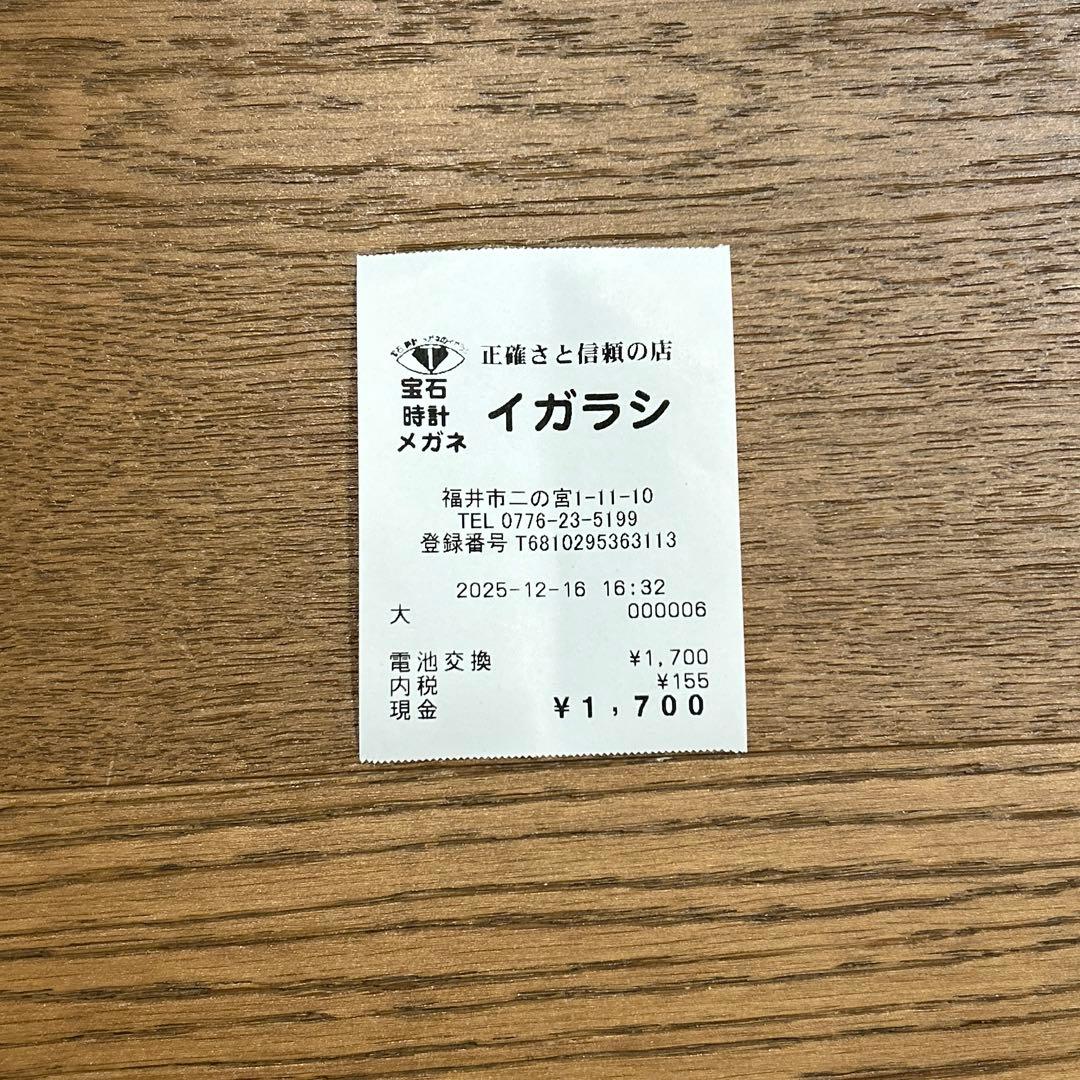 正確さと信頼の店
宝石
時計
メガネ
イガラシ
福井市二の宮1-11-10
TEL 0776-23-5199
登録番号 T6810295363113
2025-12-16 16:32
大 000006
電池交換 ¥1,700
内税 ¥155
現金 ¥1,700